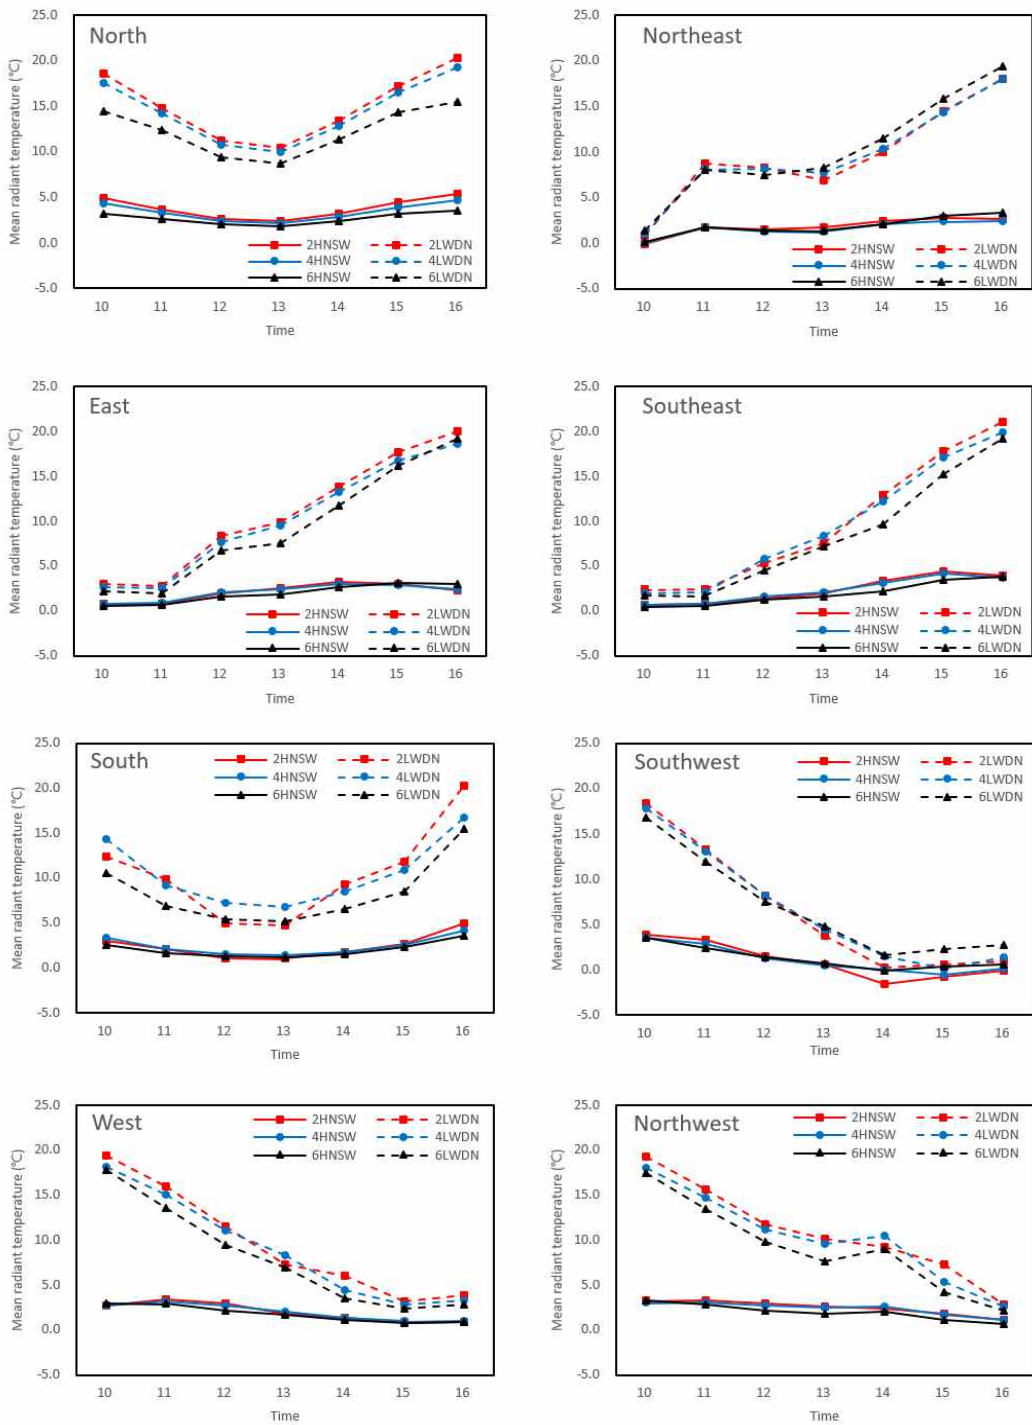 North
Mean radiant temperature (°C)
25.0
20.0
15.0
10.0
5.0
0.0
-5.0
2HNSW 2LWDN
4HNSW 4LWDN
6HNSW 6LWDN
10 11 12 13 14 15 16
Time
Northeast
Mean radiant temperature (°C)
25.0
20.0
15.0
10.0
5.0
0.0
-5.0
2HNSW 2LWDN
4HNSW 4LWDN
6HNSW 6LWDN
10 11 12 13 14 15 16
Time
East
Mean radiant temperature (°C)
25.0
20.0
15.0
10.0
5.0
0.0
-5.0
2HNSW 2LWDN
4HNSW 4LWDN
6HNSW 6LWDN
10 11 12 13 14 15 16
Time
Southeast
Mean radiant temperature (°C)
25.0
20.0
15.0
10.0
5.0
0.0
-5.0
2HNSW 2LWDN
4HNSW 4LWDN
6HNSW 6LWDN
10 11 12 13 14 15 16
Time
South
Mean radiant temperature (°C)
25.0
20.0
15.0
10.0
5.0
0.0
-5.0
2HNSW 2LWDN
4HNSW 4LWDN
6HNSW 6LWDN
10 11 12 13 14 15 16
Time
Southwest
Mean radiant temperature (°C)
25.0
20.0
15.0
10.0
5.0
0.0
-5.0
2HNSW 2LWDN
4HNSW 4LWDN
6HNSW 6LWDN
10 11 12 13 14 15 16
Time
West
Mean radiant temperature (°C)
25.0
20.0
15.0
10.0
5.0
0.0
-5.0
2HNSW 2LWDN
4HNSW 4LWDN
6HNSW 6LWDN
10 11 12 13 14 15 16
Time
Northwest
Mean radiant temperature (°C)
25.0
20.0
15.0
10.0
5.0
0.0
-5.0
2HNSW 2LWDN
4HNSW 4LWDN
6HNSW 6LWDN
10 11 12 13 14 15 16
Time